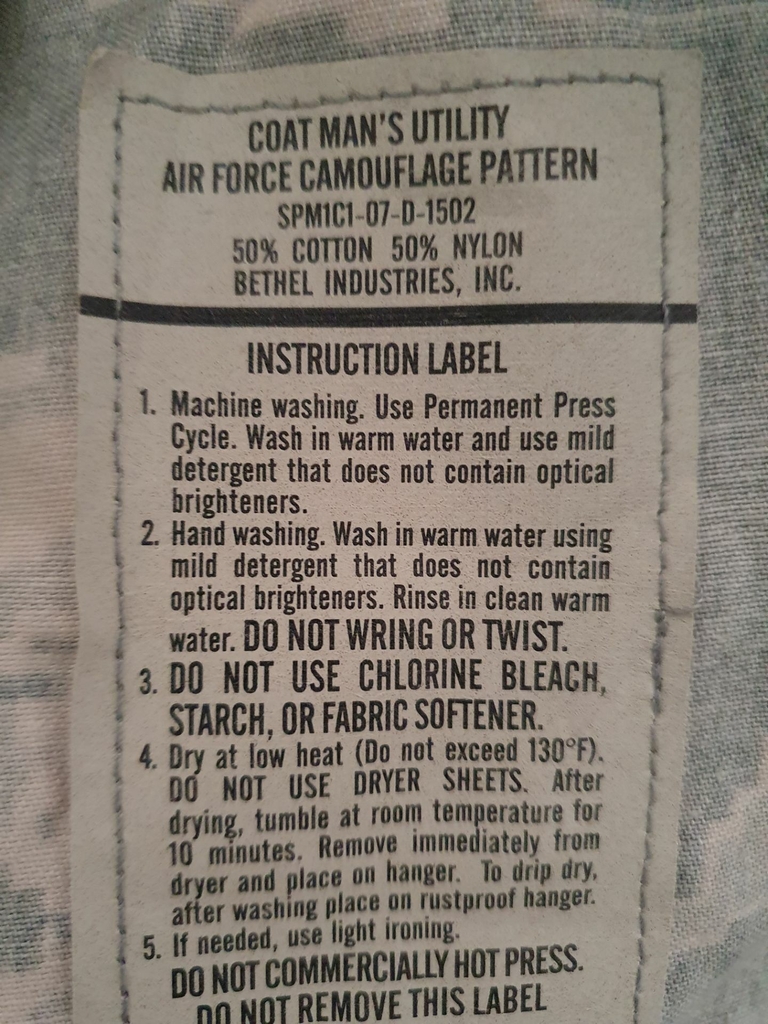 COAT MAN'S UTILITY
AIR FORCE CAMOUFLAGE PATTERN
SPM1C1-07-D-1502
50% COTTON 50% NYLON
BETHEL INDUSTRIES, INC.
INSTRUCTION LABEL
1. Machine washing. Use Permanent Press
Cycle. Wash in warm water and use mild
detergent that does not contain optical
brighteners.
2. Hand washing. Wash in warm water using
mild detergent that does not contain
optical brighteners. Rinse in clean warm
water. DO NOT WRING OR TWIST.
3. DO NOT USE CHLORINE BLEACH,
STARCH, OR FABRIC SOFTENER.
4. Dry at low heat (Do not exceed 130°F).
DO NOT USE DRYER SHEETS. After
drying, tumble at room temperature for
10 minutes. Remove immediately from
dryer and place on hanger. To drip dry,
after washing place on rustproof hanger.
5. If needed, use light ironing.
DO NOT COMMERCIALLY HOT PRESS.
DO NOT REMOVE THIS LABEL